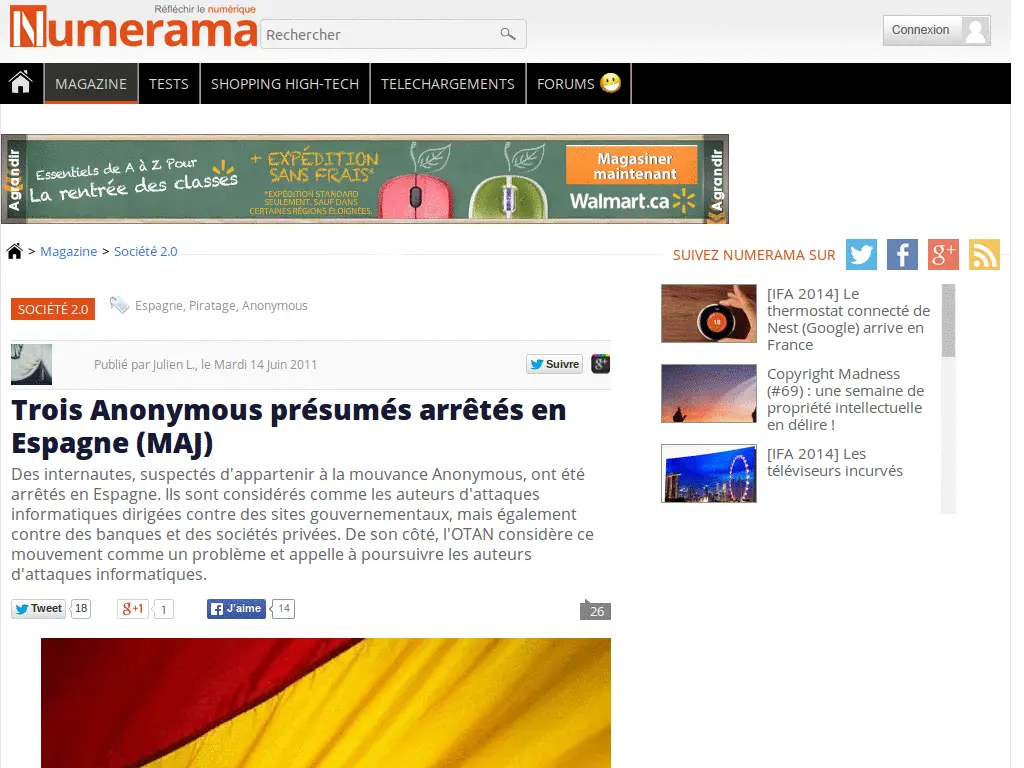 Réfléchir le numérique
Numerama
Rechercher
Connexion
MAGAZINE
TESTS
SHOPPING HIGH-TECH
TELECHARGEMENTS
FORUMS
Agrandir
Essentiels de A à Z Pour
La rentrée des classes
+ EXPÉDITION
SANS FRAIS*
*EXPÉDITION STANDARD
SEULEMENT. SAUF DANS
CERTAINES RÉGIONS ÉLOIGNÉES.
Magasiner
maintenant
Walmart.ca
Agrandir
> Magazine > Société 2.0
SUIVEZ NUMERAMA SUR
SOCIÉTÉ 2.0
Espagne, Piratage, Anonymous
Publié par Julien L., le Mardi 14 Juin 2011
Suivre
g+
Trois Anonymous présumés arrêtés en
Espagne (MAJ)
Des internautes, suspectés d'appartenir à la mouvance Anonymous, ont été
arrêtés en Espagne. Ils sont considérés comme les auteurs d'attaques
informatiques dirigées contre des sites gouvernementaux, mais également
contre des banques et des sociétés privées. De son côté, l'OTAN considère ce
mouvement comme un problème et appelle à poursuivre les auteurs
d'attaques informatiques.
Tweet 18
g+1 1
J'aime 14
26
[IFA 2014] Le
thermostat connecté de
Nest (Google) arrive en
France
Copyright Madness
(#69) : une semaine de
propriété intellectuelle
en délire !
[IFA 2014] Les
téléviseurs incurvés